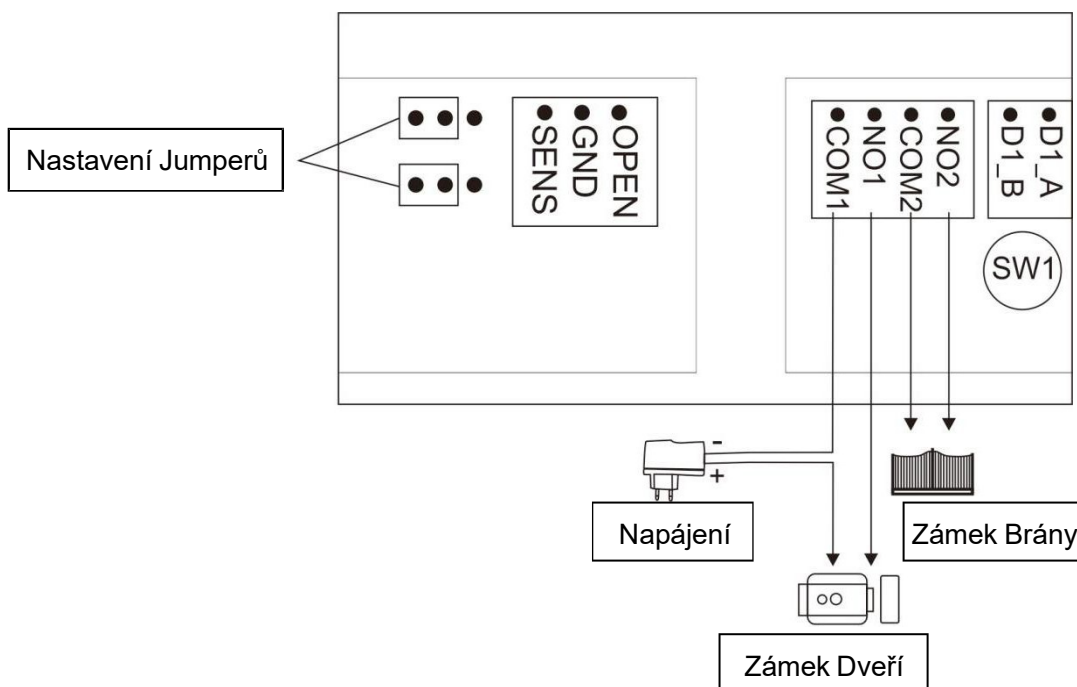 Nastavení Jumperů
SENS
GND
OPEN
COM1
NO1
COM2
NO2
D1_B
D1_A
SW1
-
+
Napájení
Zámek Brány
Zámek Dveří